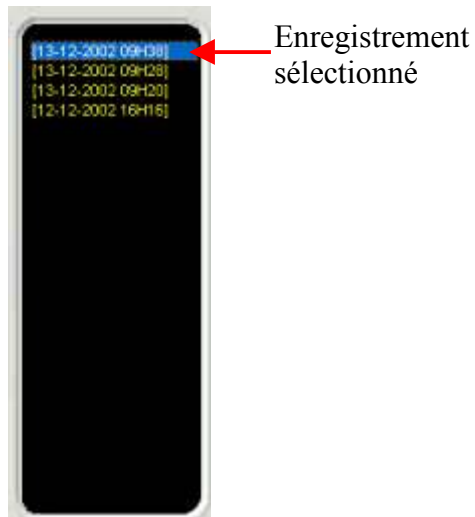 [13-12-2002 09H38]
[13-12-2002 09H28]
[13-12-2002 09H20]
[12-12-2002 16H16]
Enregistrement
sélectionné